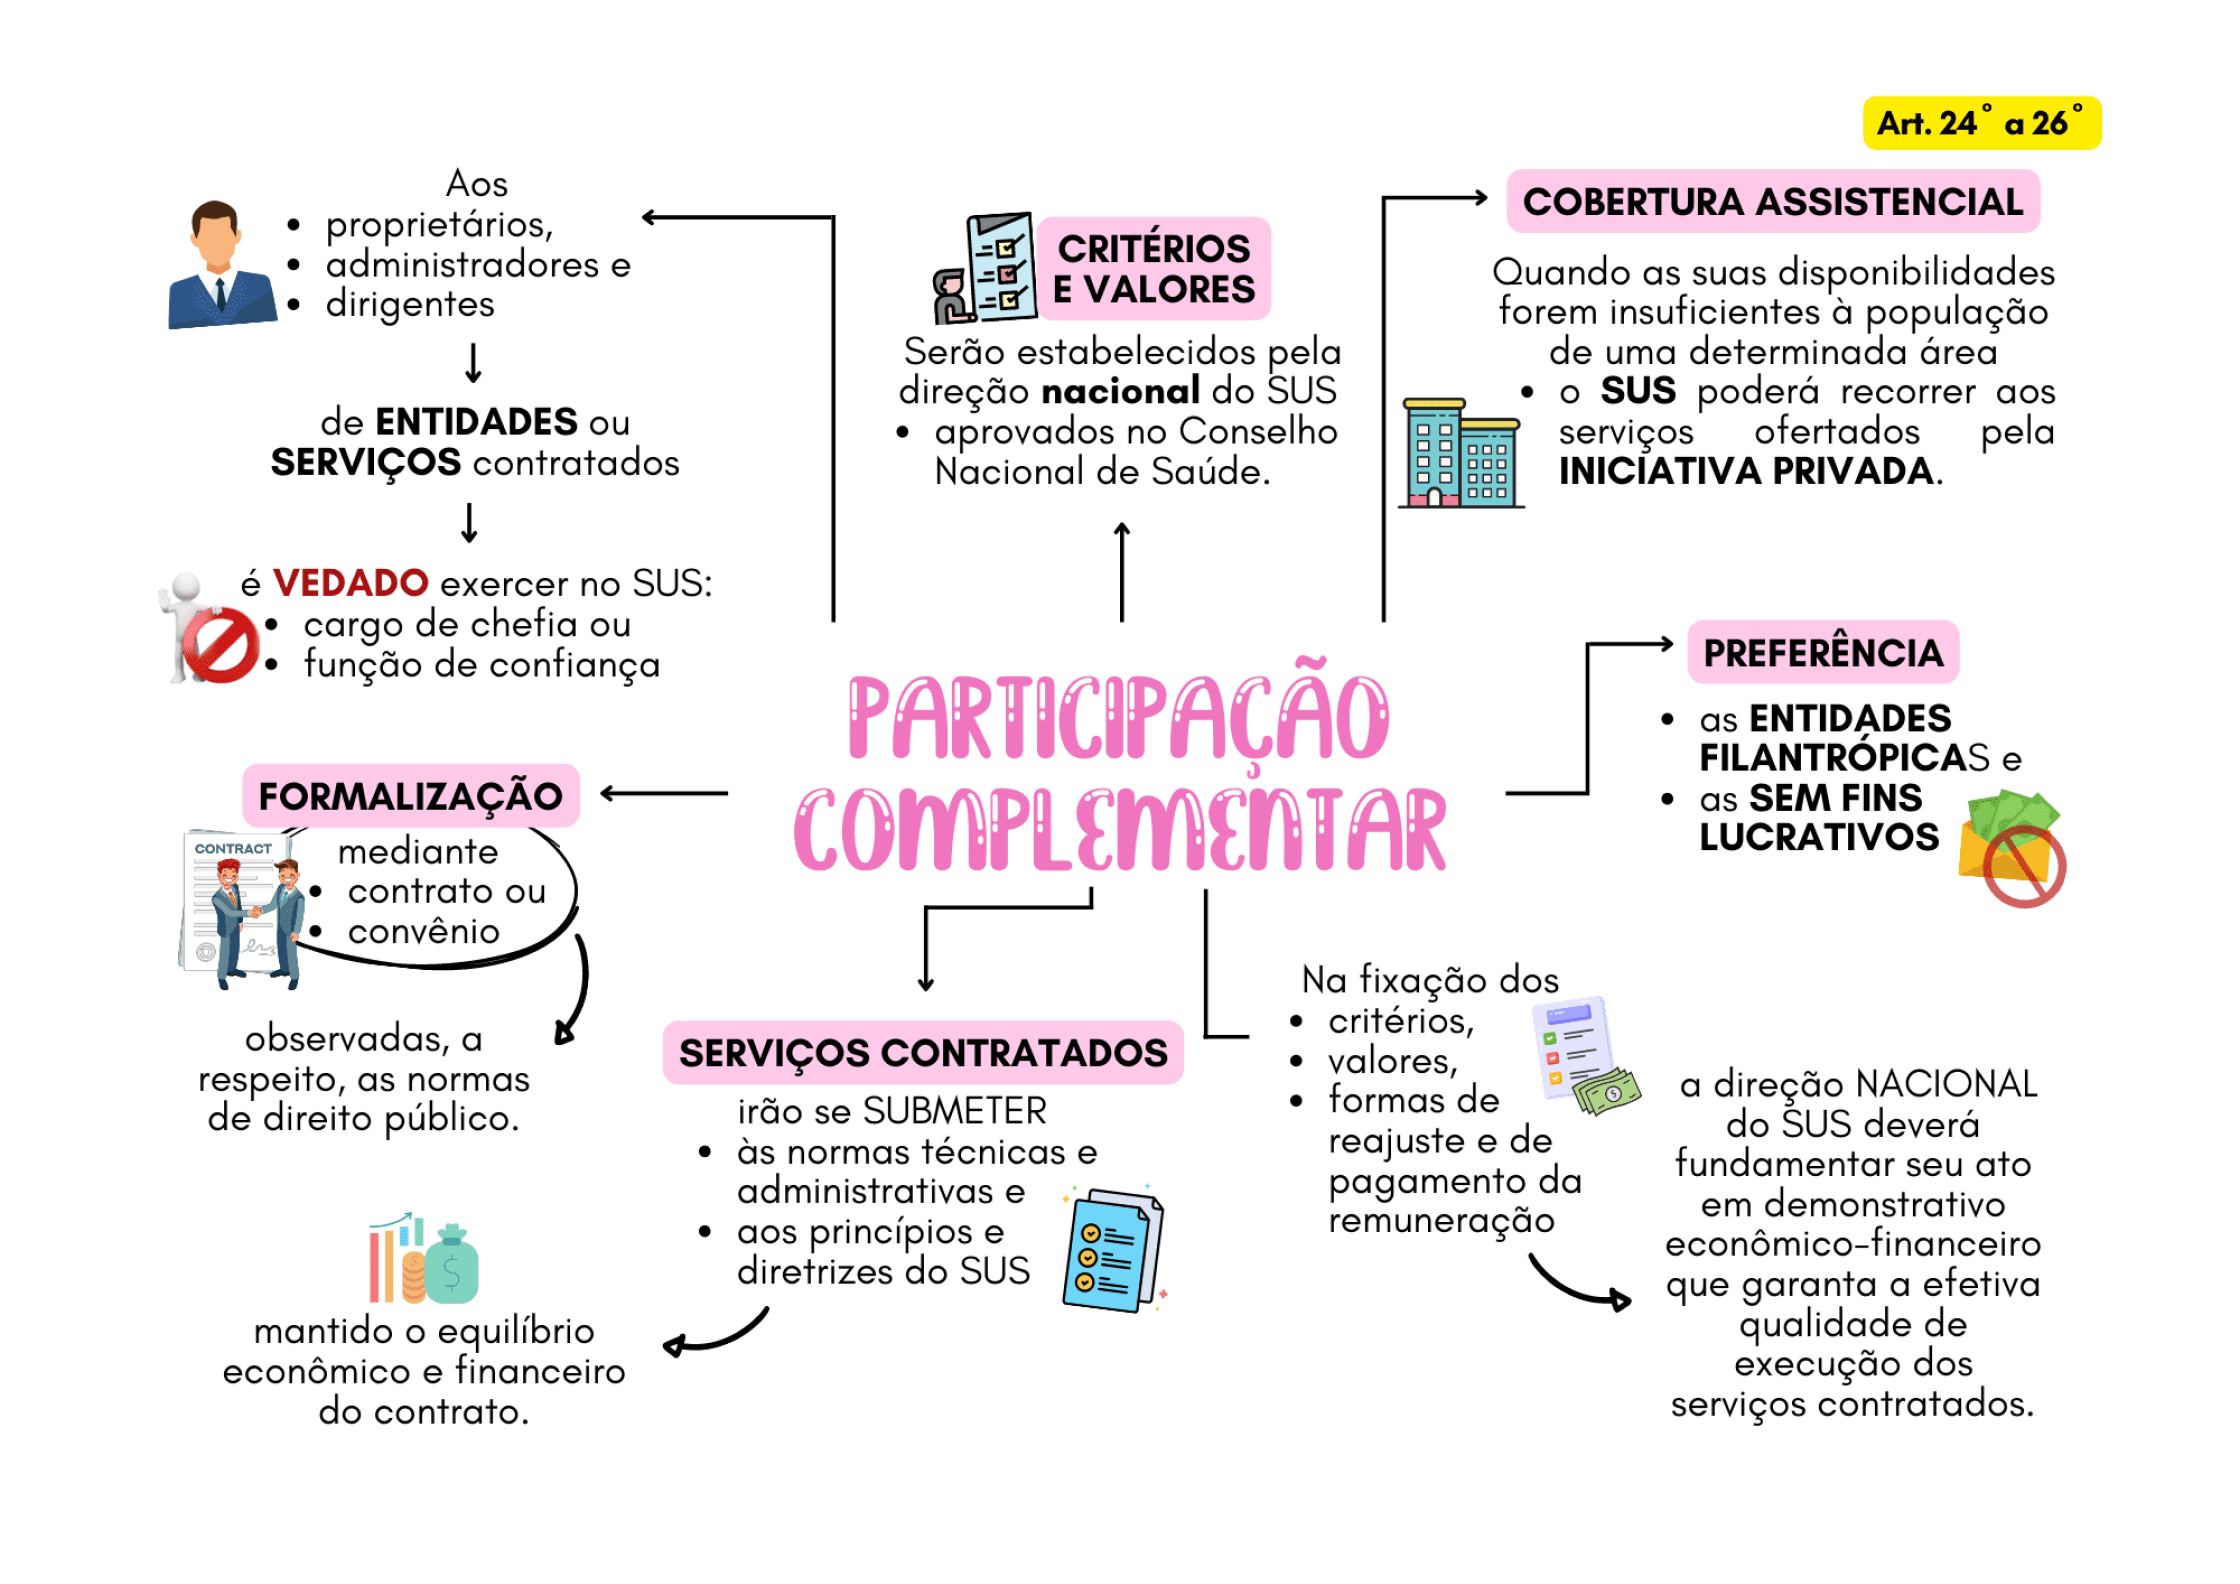 Art. 24° a 26°
Aos
• proprietários,
• administradores e
• dirigentes
de ENTIDADES ou
SERVIÇOS contratados
é VEDADO exercer no SUS:
• cargo de chefia ou
• função de confiança
CRITÉRIOS
E VALORES
Serão estabelecidos pela
direção nacional do SUS
• aprovados no Conselho
Nacional de Saúde.
COBERTURA ASSISTENCIAL
Quando as suas disponibilidades
forem insuficientes à população
de uma determinada área
• o SUS poderá recorrer aos
serviços ofertados pela
INICIATIVA PRIVADA.
PARTICIPAÇÃO
COMPLEMENTAR
PREFERÊNCIA
• as ENTIDADES
FILANTRÓPICAS e
• as SEM FINS
LUCRATIVOS
FORMALIZAÇÃO
CONTRACT
mediante
• contrato ou
• convênio
observadas, a
respeito, as normas
de direito público.
SERVIÇOS CONTRATADOS
irão se SUBMETER
• às normas técnicas e
administrativas e
• aos princípios e
diretrizes do SUS
mantido o equilíbrio
econômico e financeiro
do contrato.
Na fixação dos
• critérios,
• valores,
• formas de
reajuste e de
pagamento da
remuneração
a direção NACIONAL
do SUS deverá
fundamentar seu ato
em demonstrativo
econômico-financeiro
que garanta a efetiva
qualidade de
execução dos
serviços contratados.